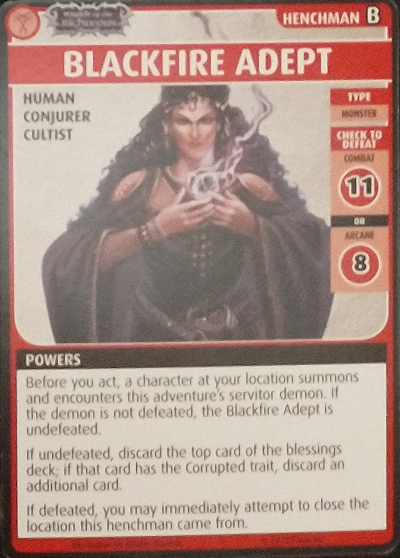 Wrath of the
Righteous
HENCHMAN B
BLACKFIRE ADEPT
HUMAN
CONJURER
CULTIST
TYPE
MONSTER
CHECK TO
DEFEAT
COMBAT
11
OR
ARCANE
8
POWERS
Before you act, a character at your location summons
and encounters this adventure's servitor demon. If
the demon is not defeated, the Blackfire Adept is
undefeated.
If undefeated, discard the top card of the blessings
deck; if that card has the Corrupted trait, discard an
additional card.
If defeated, you may immediately attempt to close the
location this henchman came from.